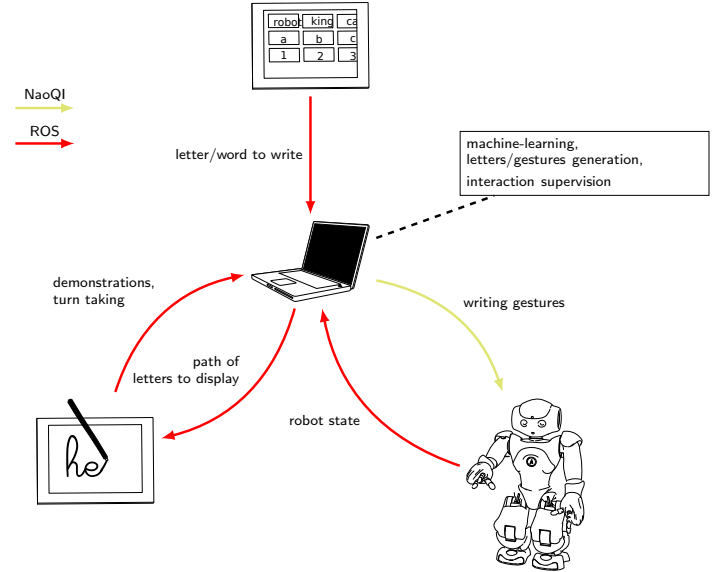 robot king ca
a b c
1 2 3
NaoQI
ROS
letter/word to write
machine-learning,
letters/gestures generation,
interaction supervision
demonstrations,
turn taking
writing gestures
path of
letters to display
robot state
he